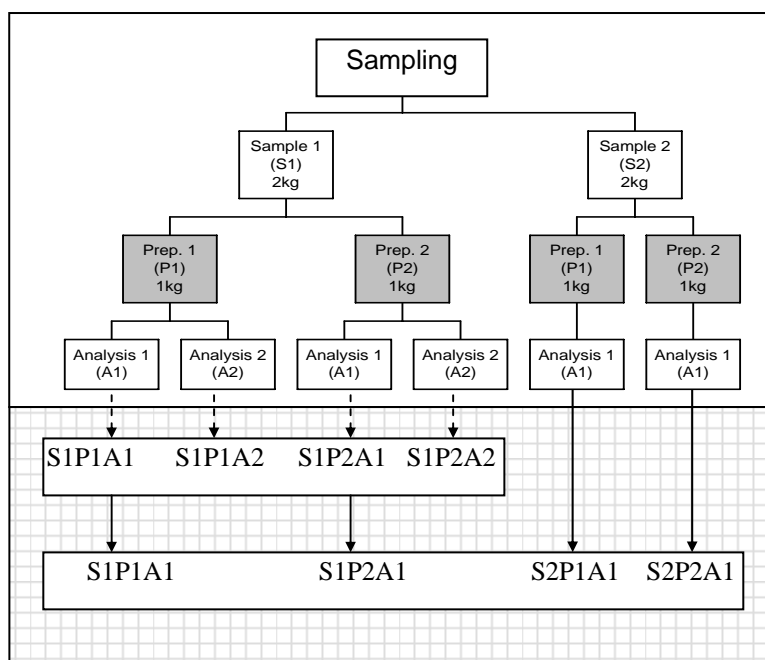 Sampling
Sample 1
(S1)
2kg
Sample 2
(S2)
2kg
Prep. 1
(P1)
1kg
Prep. 2
(P2)
1kg
Prep. 1
(P1)
1kg
Prep. 2
(P2)
1kg
Analysis 1
(A1)
Analysis 2
(A2)
Analysis 1
(A1)
Analysis 2
(A2)
Analysis 1
(A1)
Analysis 1
(A1)
S1P1A1 S1P1A2 S1P2A1 S1P2A2
S1P1A1 S1P2A1 S2P1A1 S2P2A1